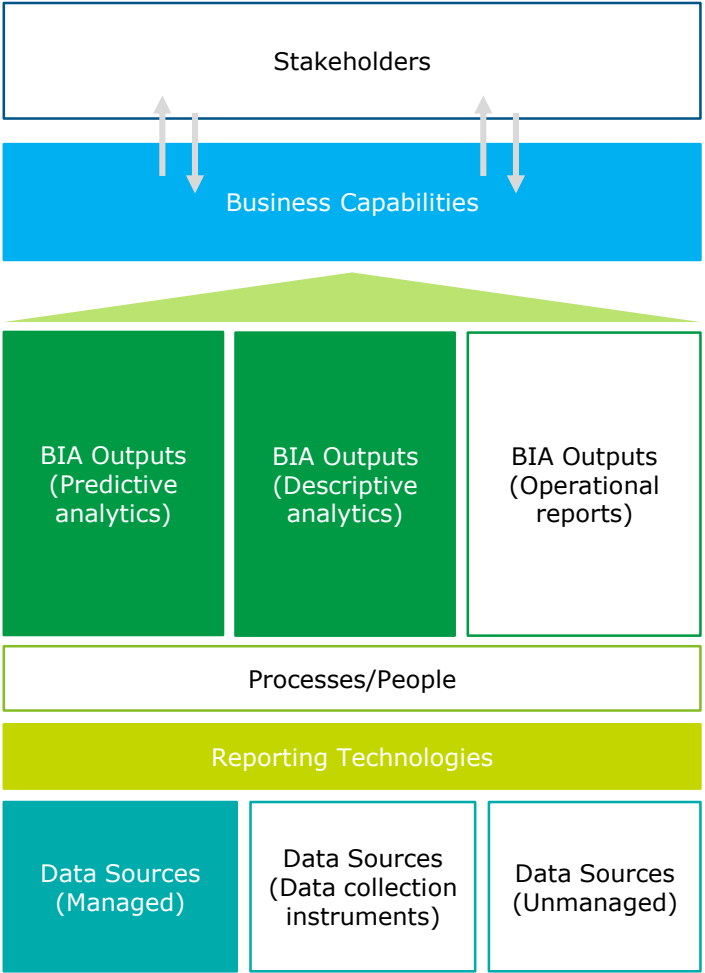 Stakeholders
Business Capabilities
BIA Outputs
(Predictive
analytics)
BIA Outputs
(Descriptive
analytics)
BIA Outputs
(Operational
reports)
Processes/People
Reporting Technologies
Data Sources
(Managed)
Data Sources
(Data collection
instruments)
Data Sources
(Unmanaged)